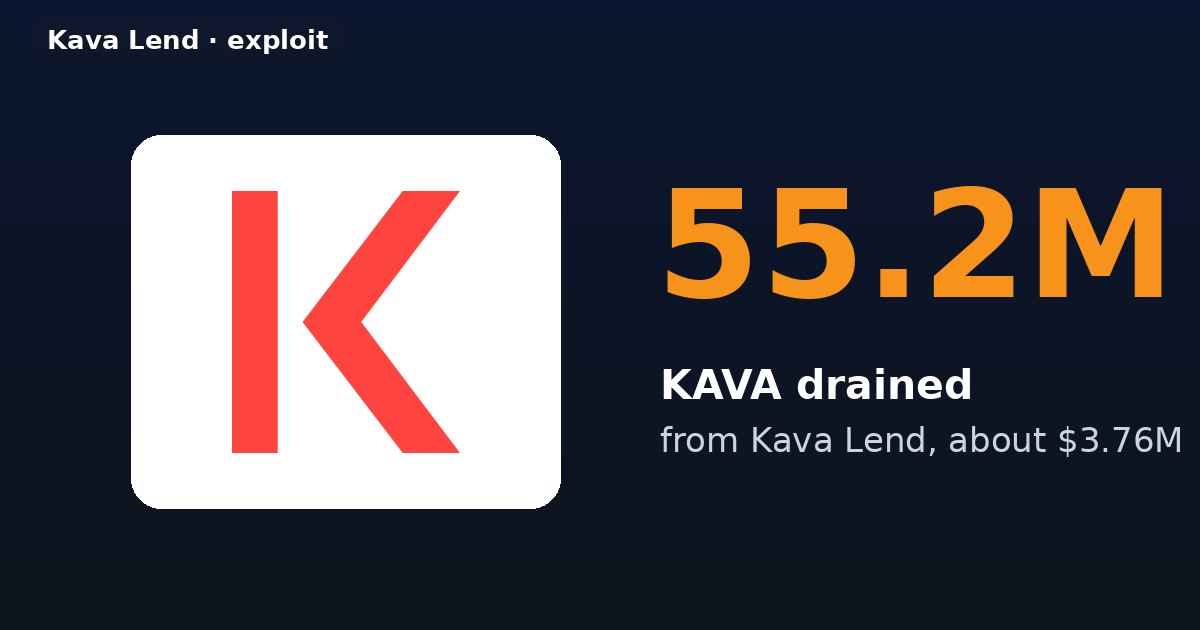 Kava Lend · exploit
55.2M
KAVA drained
from Kava Lend, about $3.76M